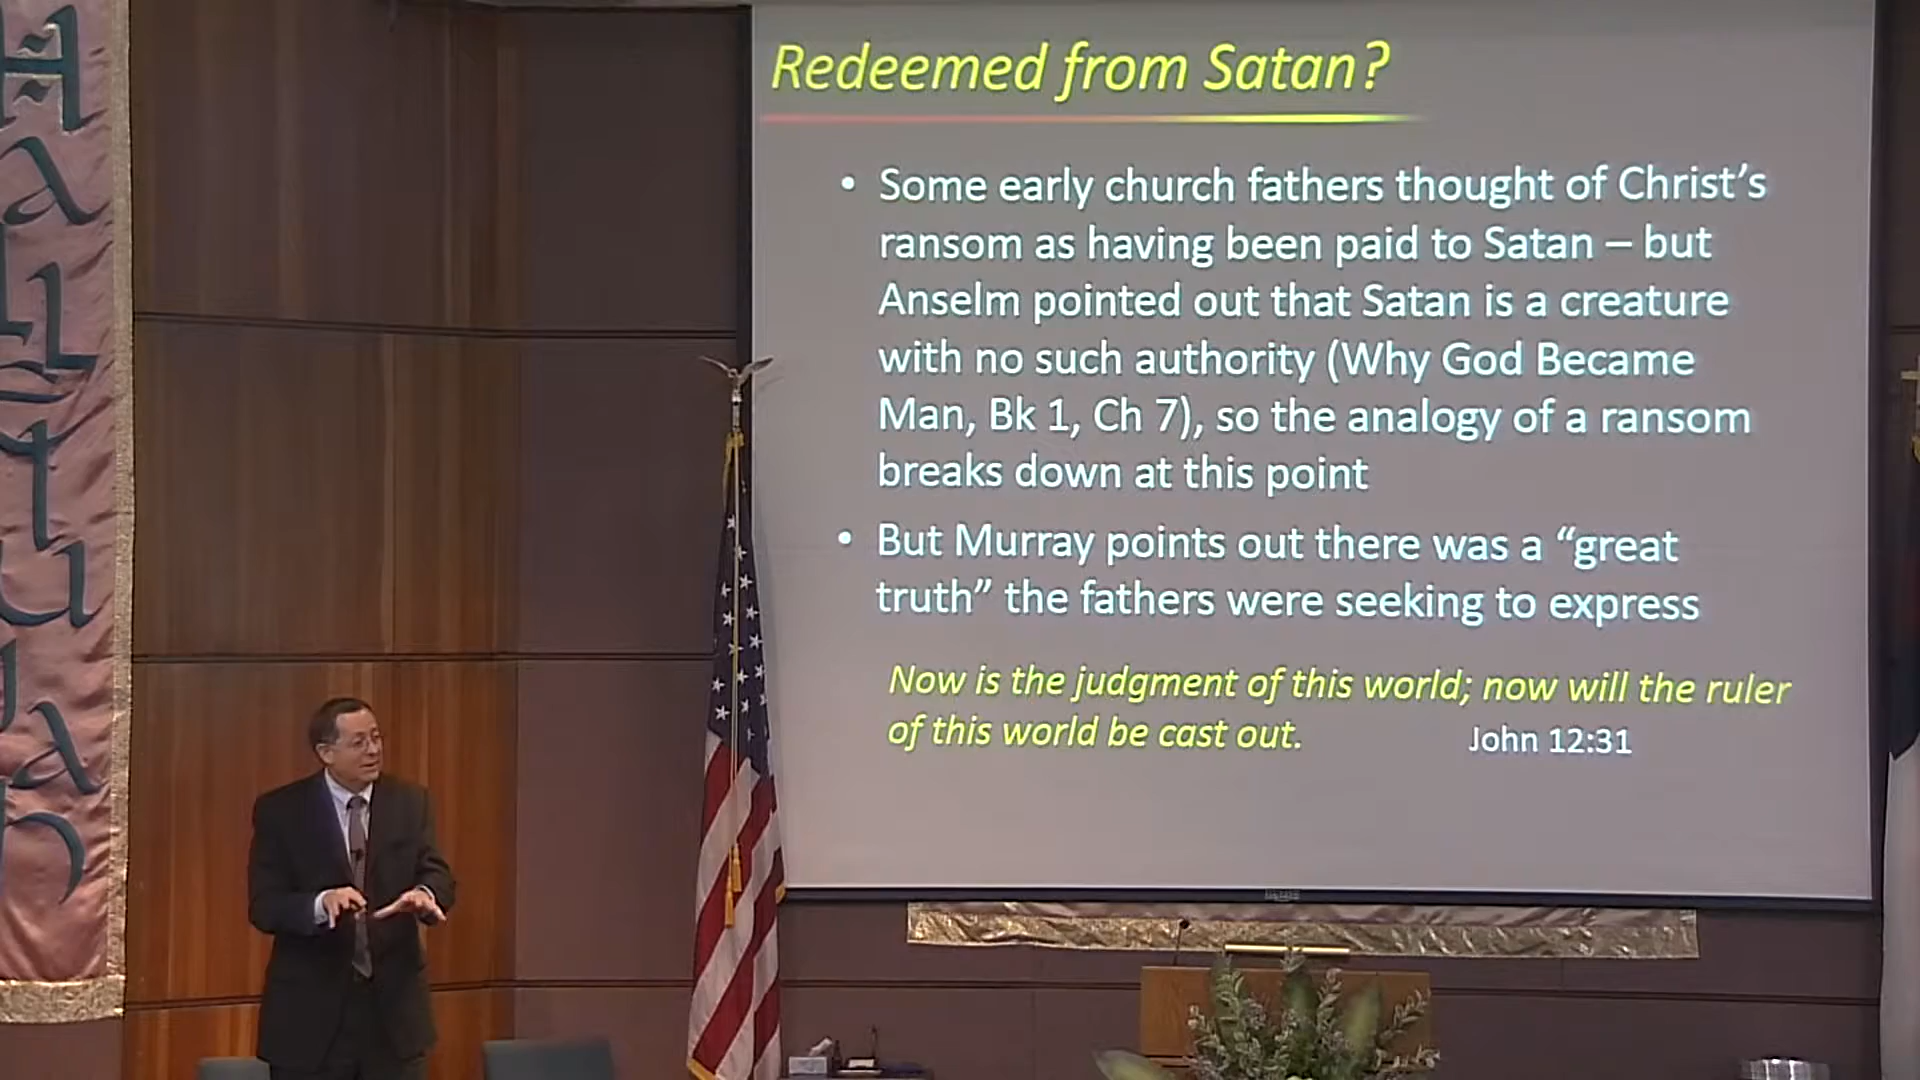 Redeemed from Satan?
• Some early church fathers thought of Christ's
ransom as having been paid to Satan – but
Anselm pointed out that Satan is a creature
with no such authority (Why God Became
Man, Bk 1, Ch 7), so the analogy of a ransom
breaks down at this point
• But Murray points out there was a “great
truth” the fathers were seeking to express
Now is the judgment of this world; now will the ruler
of this world be cast out.
John 12:31
Hallelujah